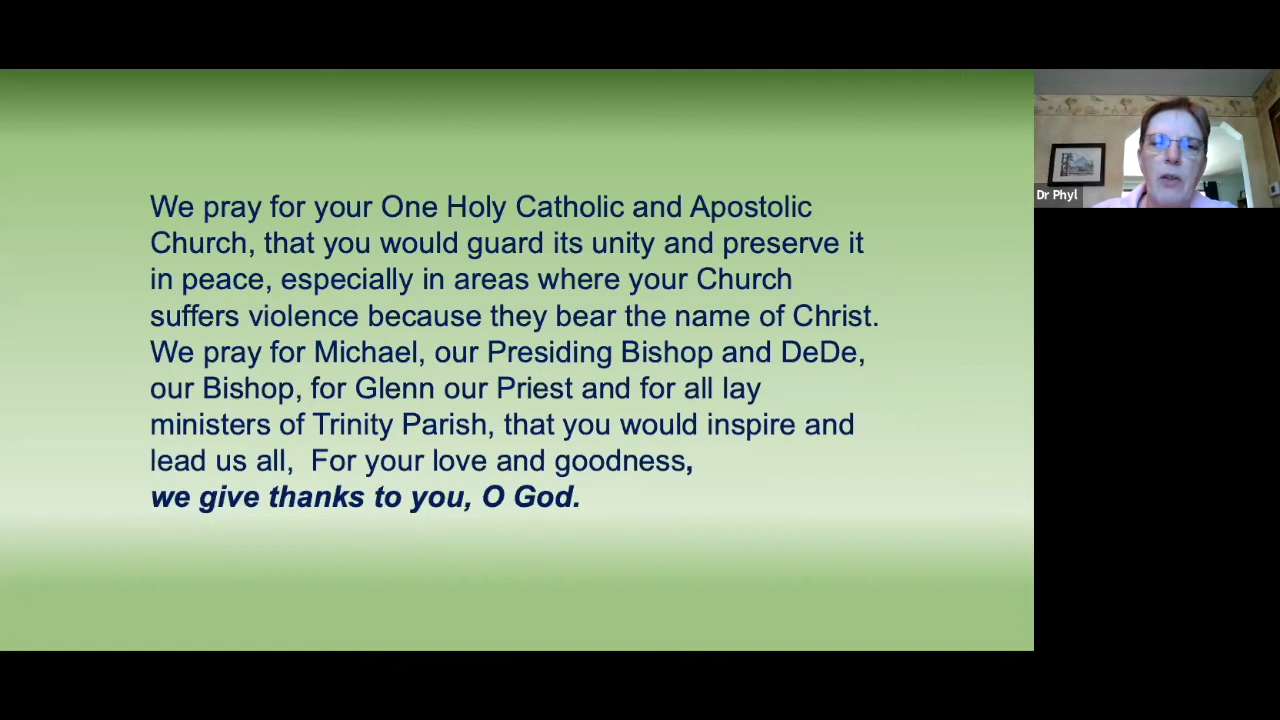 We pray for your One Holy Catholic and Apostolic
Church, that you would guard its unity and preserve it
in peace, especially in areas where your Church
suffers violence because they bear the name of Christ.
We pray for Michael, our Presiding Bishop and DeDe,
our Bishop, for Glenn our Priest and for all lay
ministers of Trinity Parish, that you would inspire and
lead us all,  For your love and goodness,
we give thanks to you, O God.
Dr Phyl